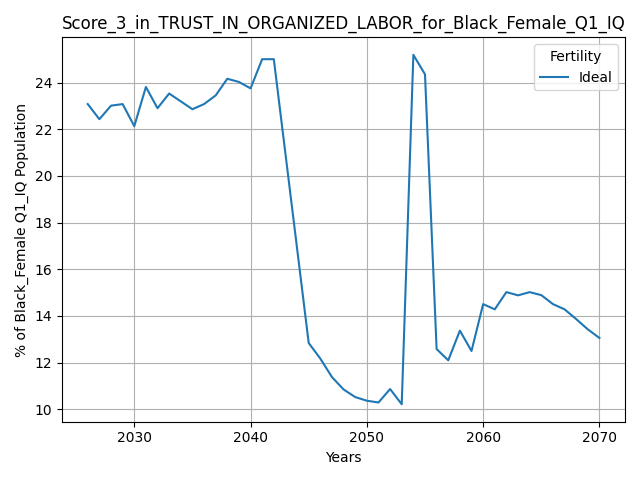 Score_3_in_TRUST_IN_ORGANIZED_LABOR_for_Black_Female_Q1_IQ
Fertility
Ideal
% of Black_Female Q1_IQ Population
24
22
20
18
16
14
12
10
2030 2040 2050 2060 2070
Years